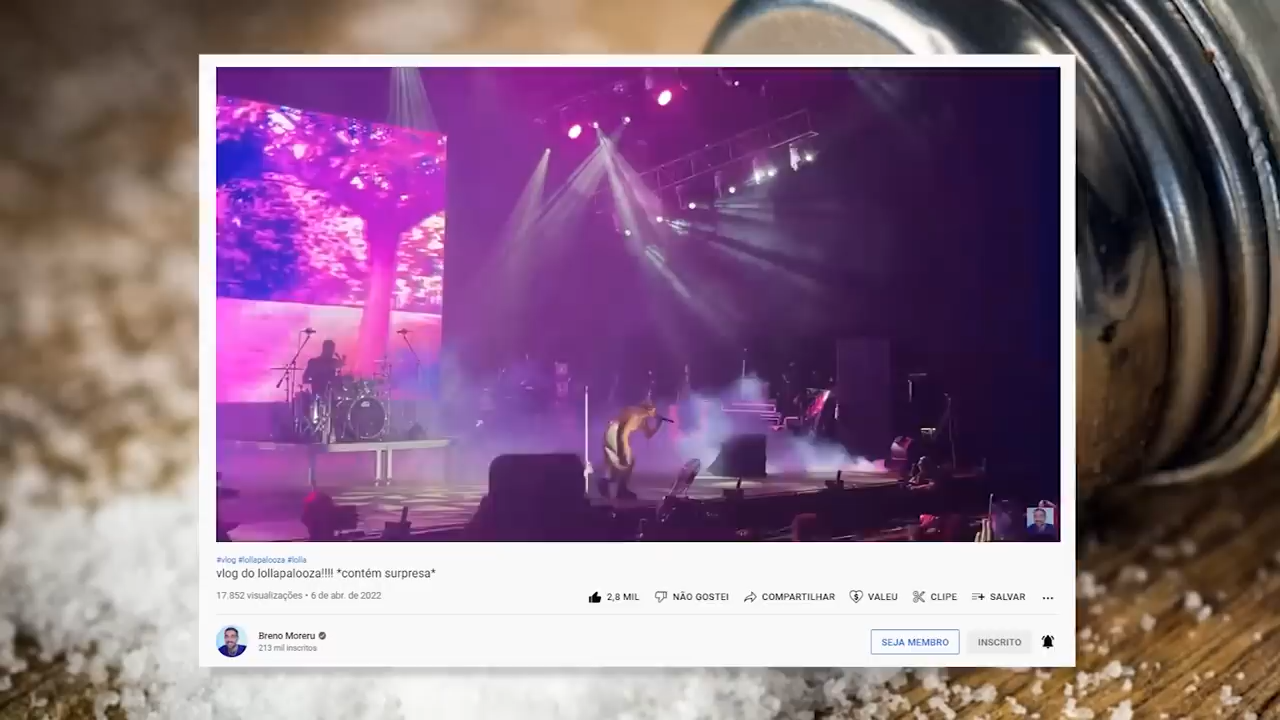 #vlog #lollapalooza #lolla
vlog do lollapalooza!!!! *contém surpresa*
17.852 visualizações • 6 de abr. de 2022
2,8 MIL NÃO GOSTEI COMPARTILHAR VALEU CLIPE SALVAR ...
Breno Moreru
213 mil inscritos
SEJA MEMBRO INSCRITO